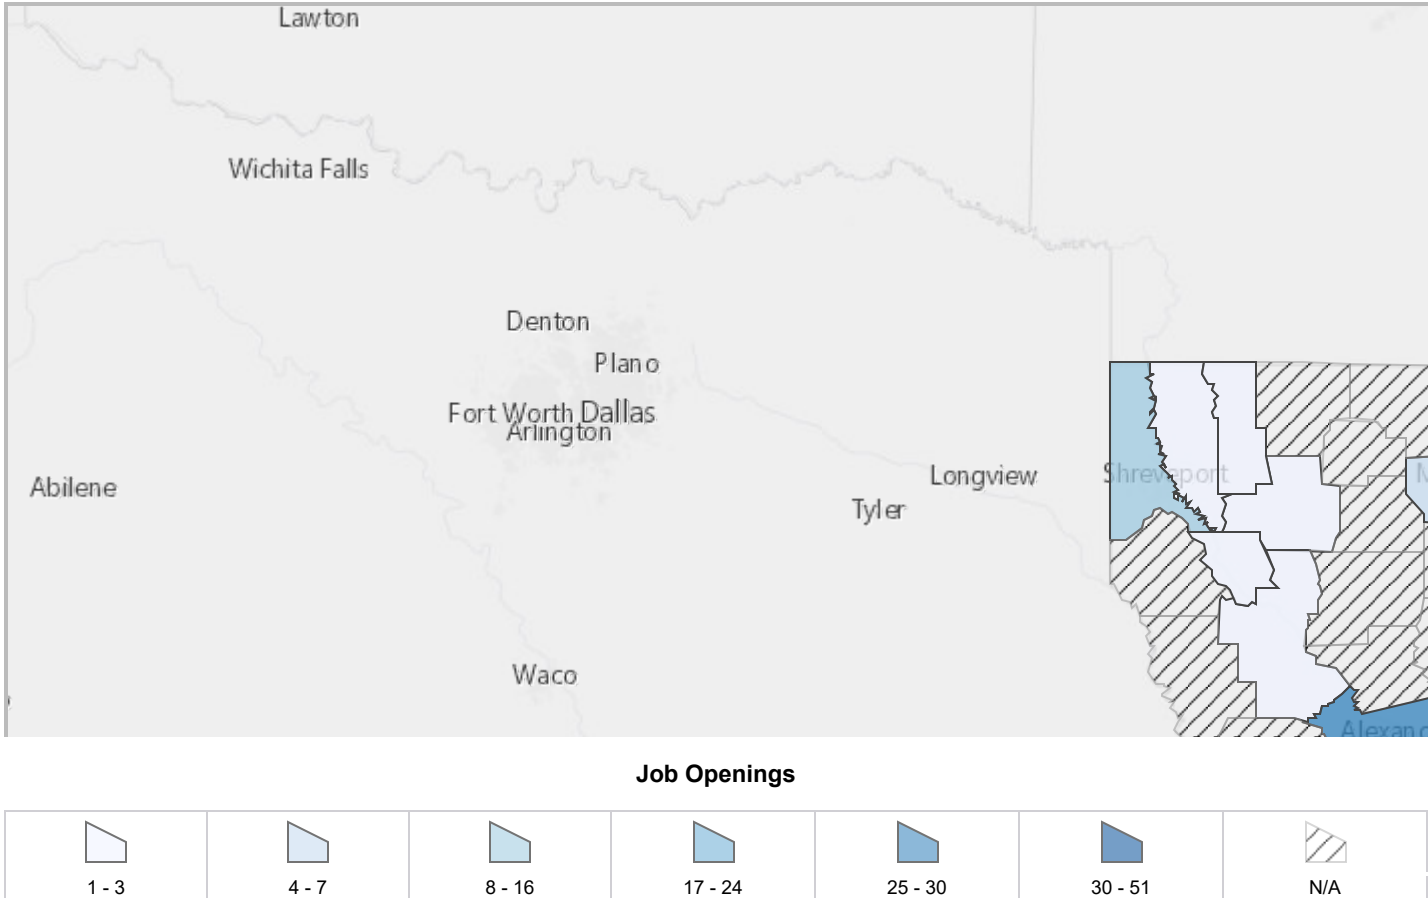 Lawton
Wichita Falls
Denton
Plano
Fort Worth Dallas
Arlington
Longview
Shreveport
Abilene
Tyler
Waco
Job Openings
1 - 3
4 - 7
8 - 16
17 - 24
25 - 30
30 - 51
N/A